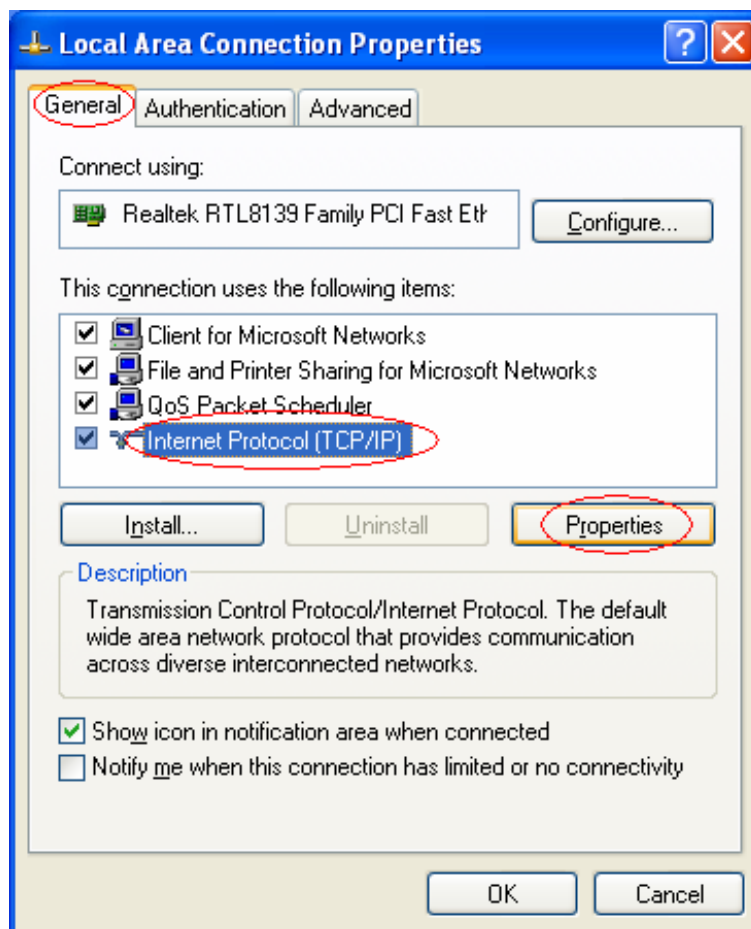 Local Area Connection Properties
General Authentication Advanced
Connect using:
Realtek RTL8139 Family PCI Fast Eth
Configure...
This connection uses the following items:
Client for Microsoft Networks
File and Printer Sharing for Microsoft Networks
QoS Packet Scheduler
Internet Protocol (TCP/IP)
Install... Uninstall Properties
Description
Transmission Control Protocol/Internet Protocol. The default
wide area network protocol that provides communication
across diverse interconnected networks.
Show icon in notification area when connected
Notify me when this connection has limited or no connectivity
OK Cancel